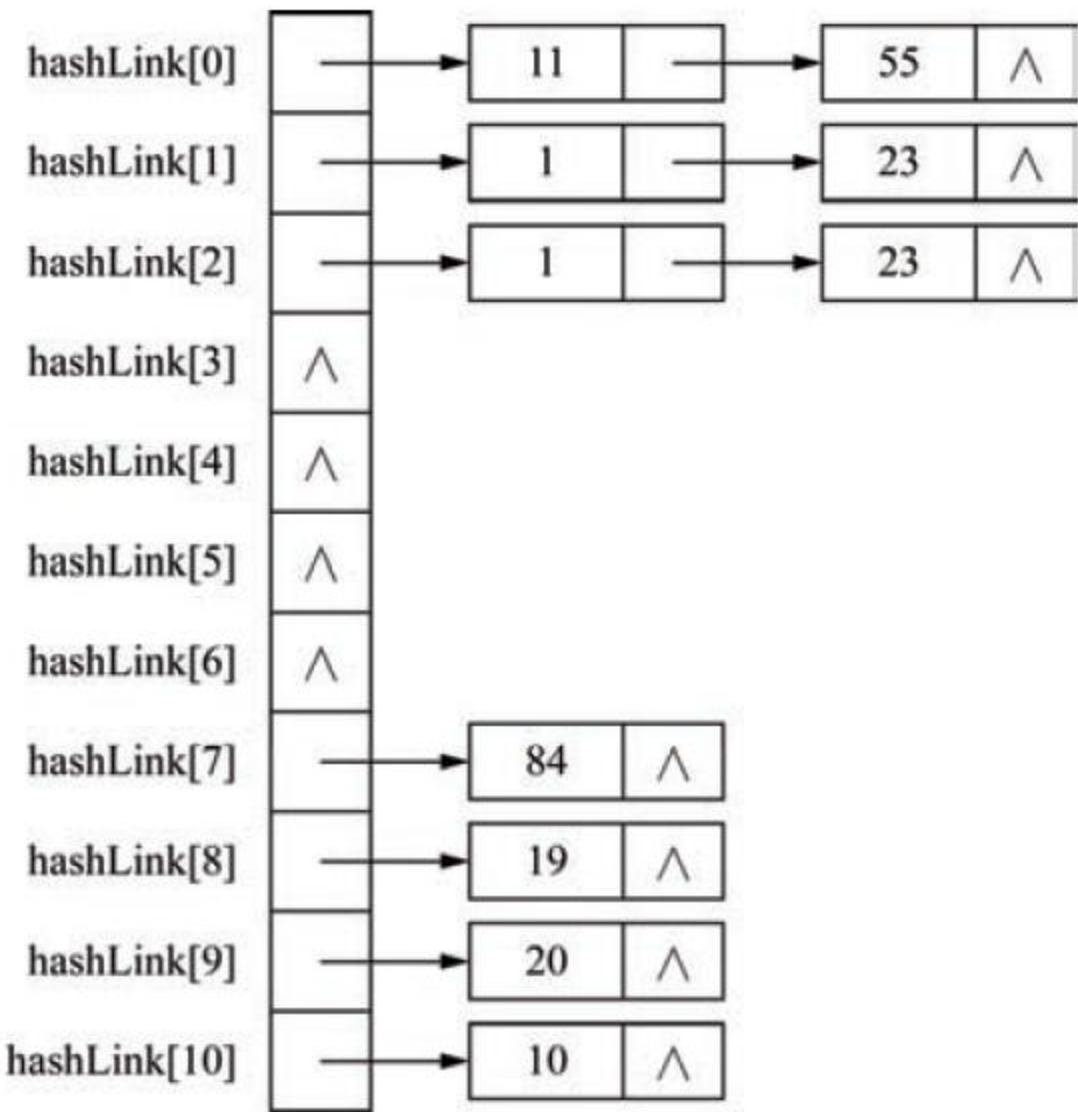 hashLink[0] 11 55 ∧
hashLink[1] 1 23 ∧
hashLink[2] 1 23 ∧
hashLink[3] ∧
hashLink[4] ∧
hashLink[5] ∧
hashLink[6] ∧
hashLink[7] 84 ∧
hashLink[8] 19 ∧
hashLink[9] 20 ∧
hashLink[10] 10 ∧